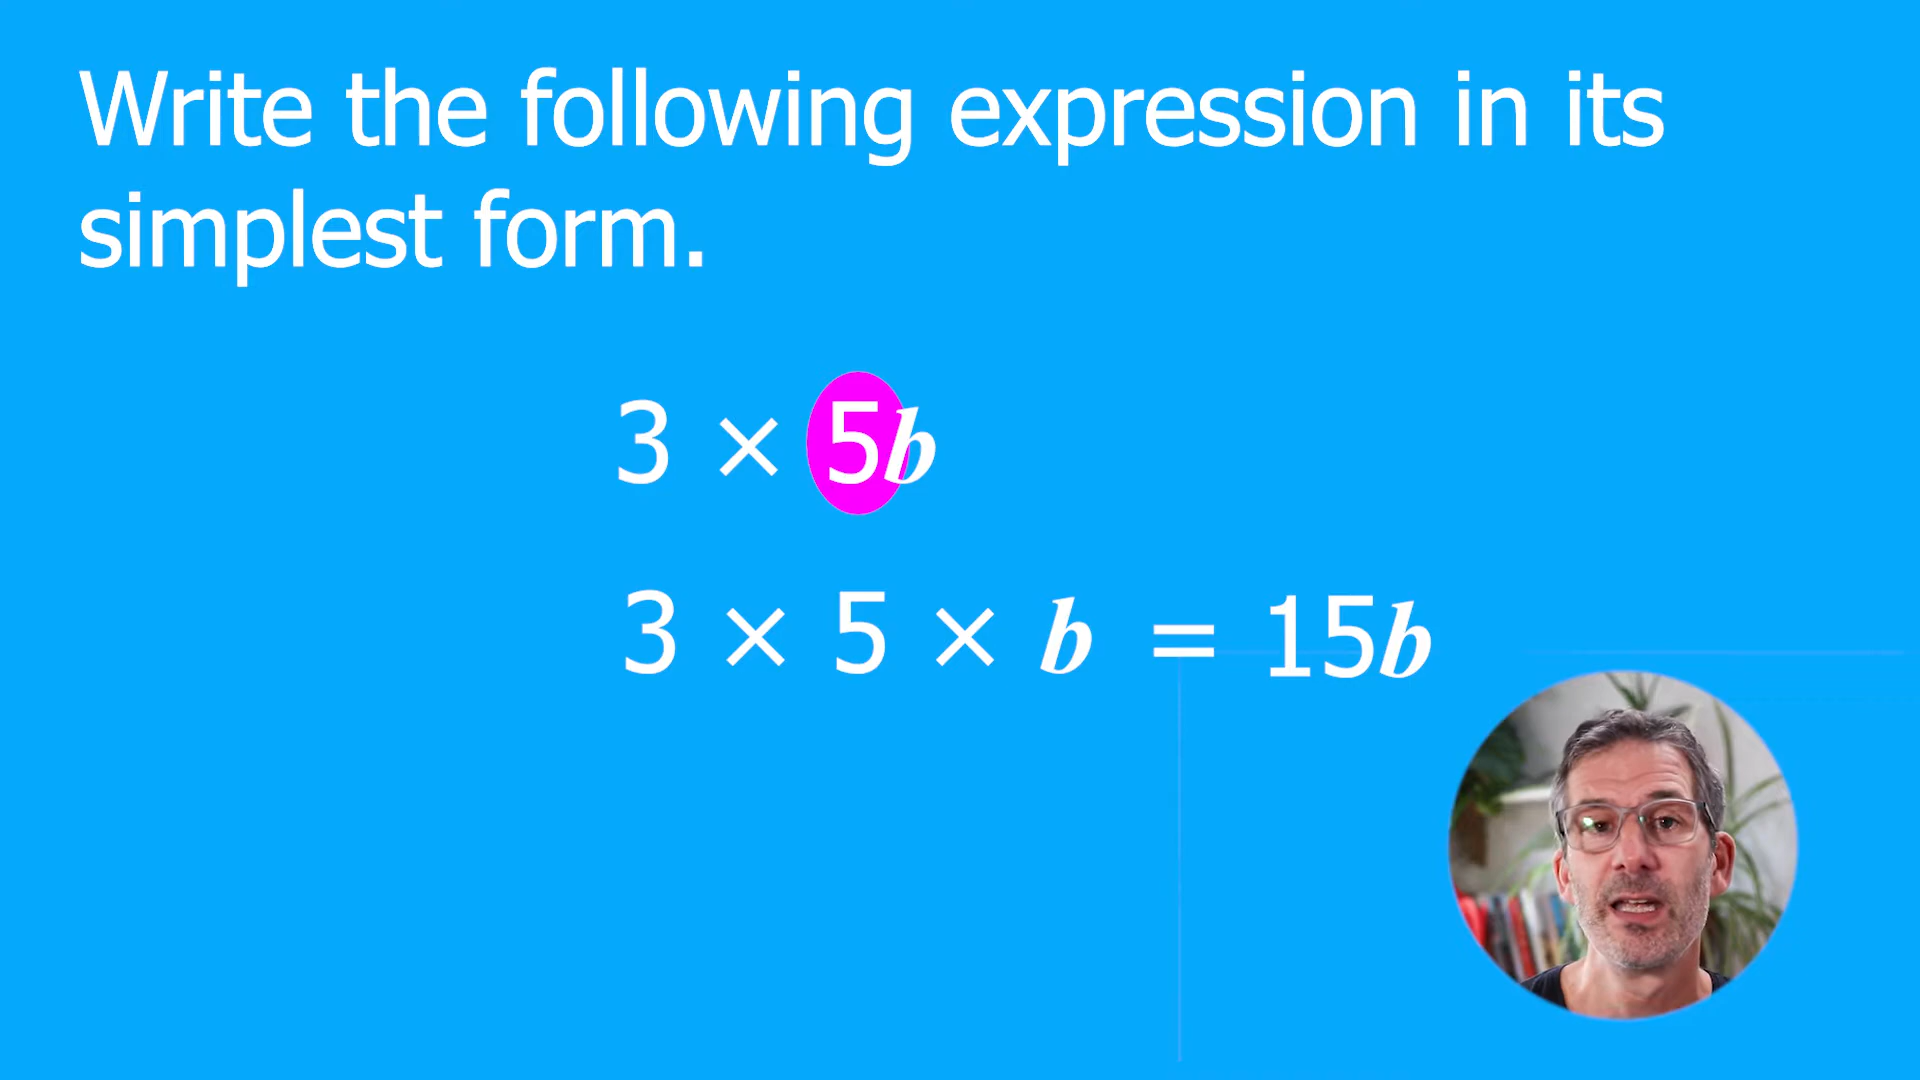 Write the following expression in its
simplest form.
3 × 5b
3 × 5 × b = 15b